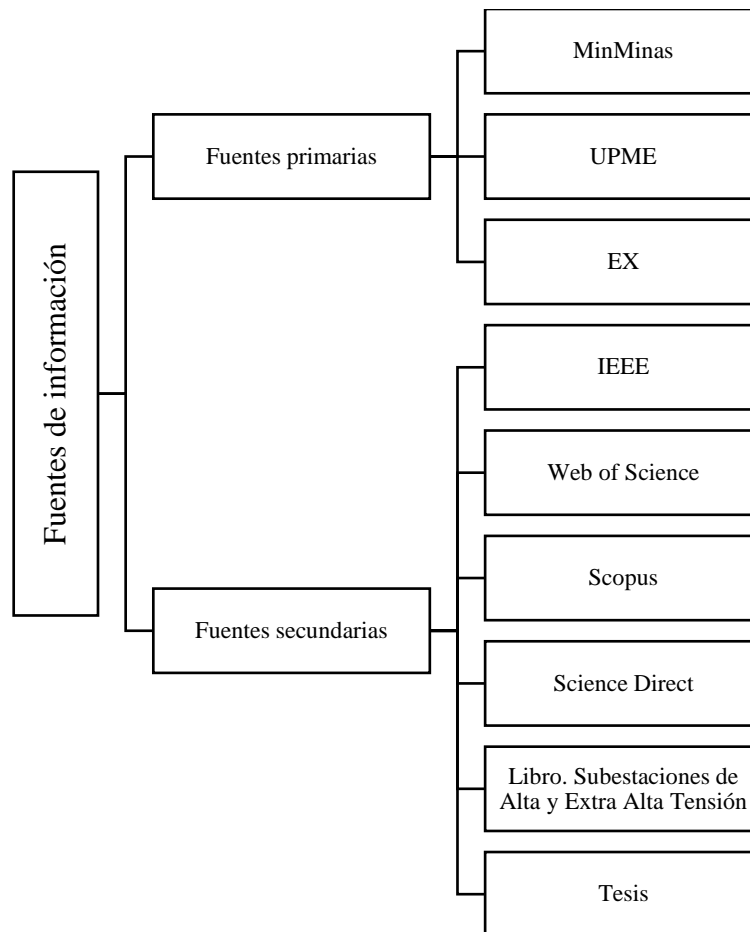 Fuentes de información
Fuentes primarias
MinMinas
UPME
EX
Fuentes secundarias
IEEE
Web of Science
Scopus
Science Direct
Libro. Subestaciones de
Alta y Extra Alta Tensión
Tesis